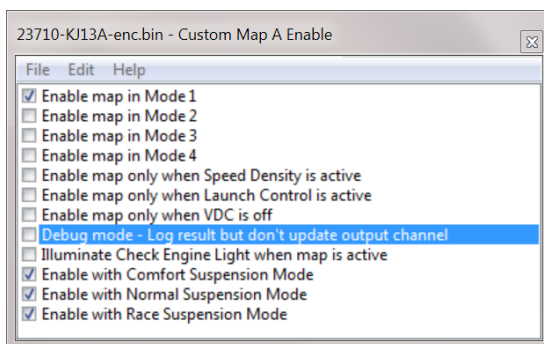 23710-KJ13A-enc.bin - Custom Map A Enable
File Edit Help
Enable map in Mode 1
Enable map in Mode 2
Enable map in Mode 3
Enable map in Mode 4
Enable map only when Speed Density is active
Enable map only when Launch Control is active
Enable map only when VDC is off
Debug mode - Log result but don't update output channel
Illuminate Check Engine Light when map is active
Enable with Comfort Suspension Mode
Enable with Normal Suspension Mode
Enable with Race Suspension Mode